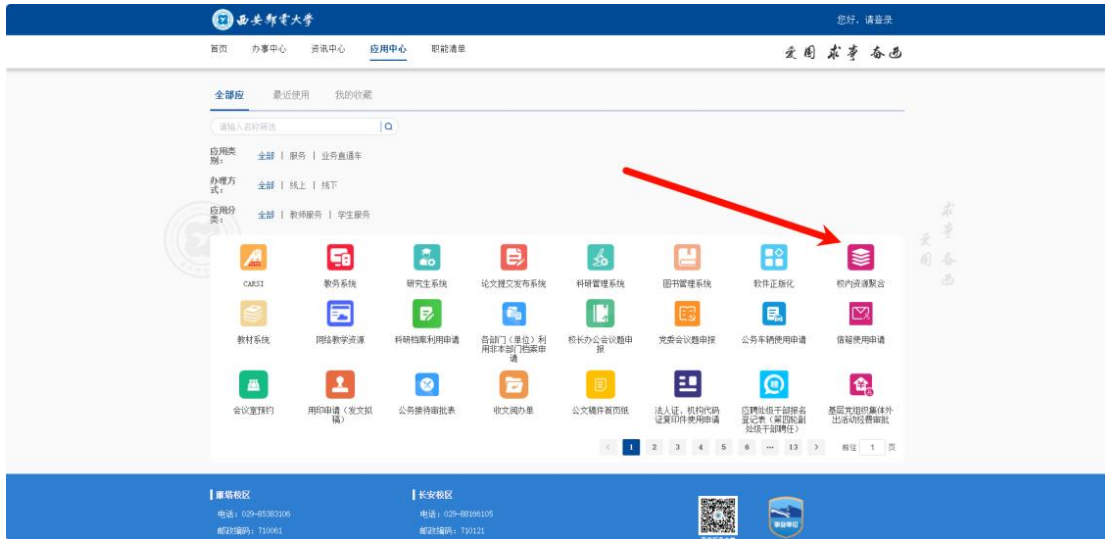 西安邮电大学
您好，请登录
首页 办事中心 资讯中心 应用中心 职能清单
爱国 求实 奋进
全部应 最近使用 我的收藏
请输入名称筛选
应用类别： 全部 | 服务 | 业务直通车
办理方式： 全部 | 线上 | 线下
应用分类： 全部 | 教师服务 | 学生服务
CARSI 教务系统 研究生系统 论文提交发布系统 科研管理系统 图书管理系统 软件正版化 校内资源聚合
教材系统 网络教学资源 科研档案利用申请 各部门（单位）利用非本部门档案申请 校长办公会议题申报 党委会议题申报 公务车辆使用申请 信箱使用申请
会议室预约 用印申请（发文拟稿） 公务接待审批表 收文阅办单 公文稿件首页纸 法人证、机构代码证复印件使用申请 应聘处级干部报名登记表（第四轮副处级干部聘任） 基层党组织集体外出活动经费审批
< 1 2 3 4 5 6 ··· 13 > 前往 1 页
雁塔校区
电话：029-85383106
邮政编码：710061
长安校区
电话：029-88166105
邮政编码：710121
事业单位